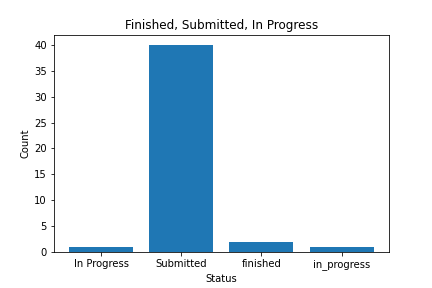 Finished, Submitted, In Progress
40
35
30
25
20
15
10
5
0
Count
In Progress Submitted finished in_progress
Status